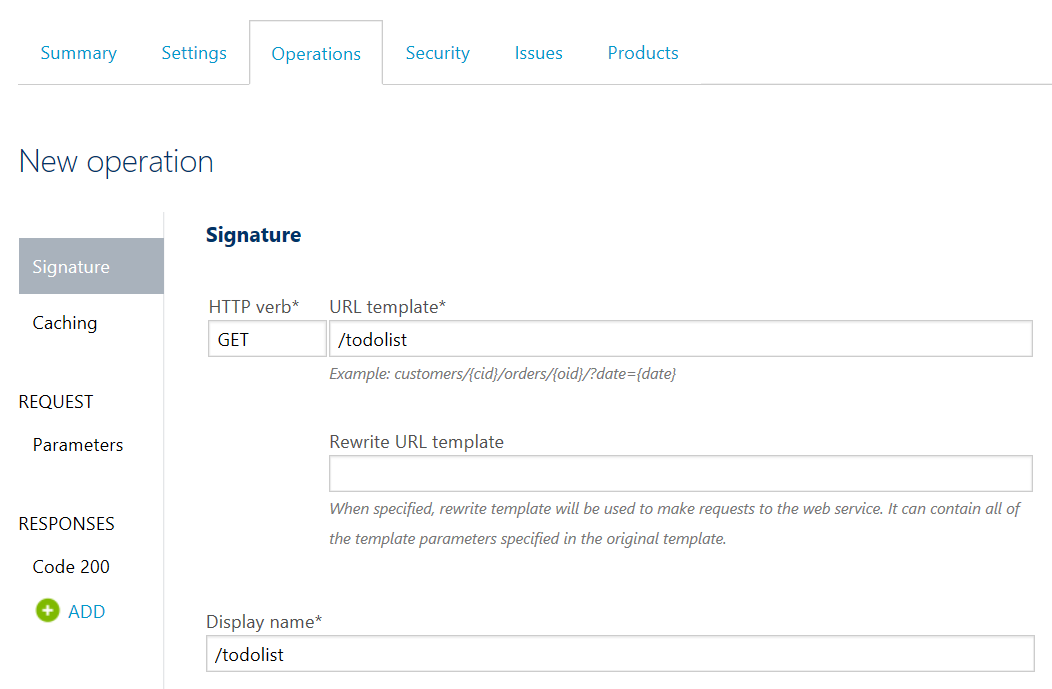 Summary Settings Operations Security Issues Products
New operation
Signature
Caching
REQUEST
Parameters
RESPONSES
Code 200
ADD
Signature
HTTP verb* URL template*
GET /todolist
Example: customers/{cid}/orders/{oid}/?date={date}
Rewrite URL template
When specified, rewrite template will be used to make requests to the web service. It can contain all of
the template parameters specified in the original template.
Display name*
/todolist